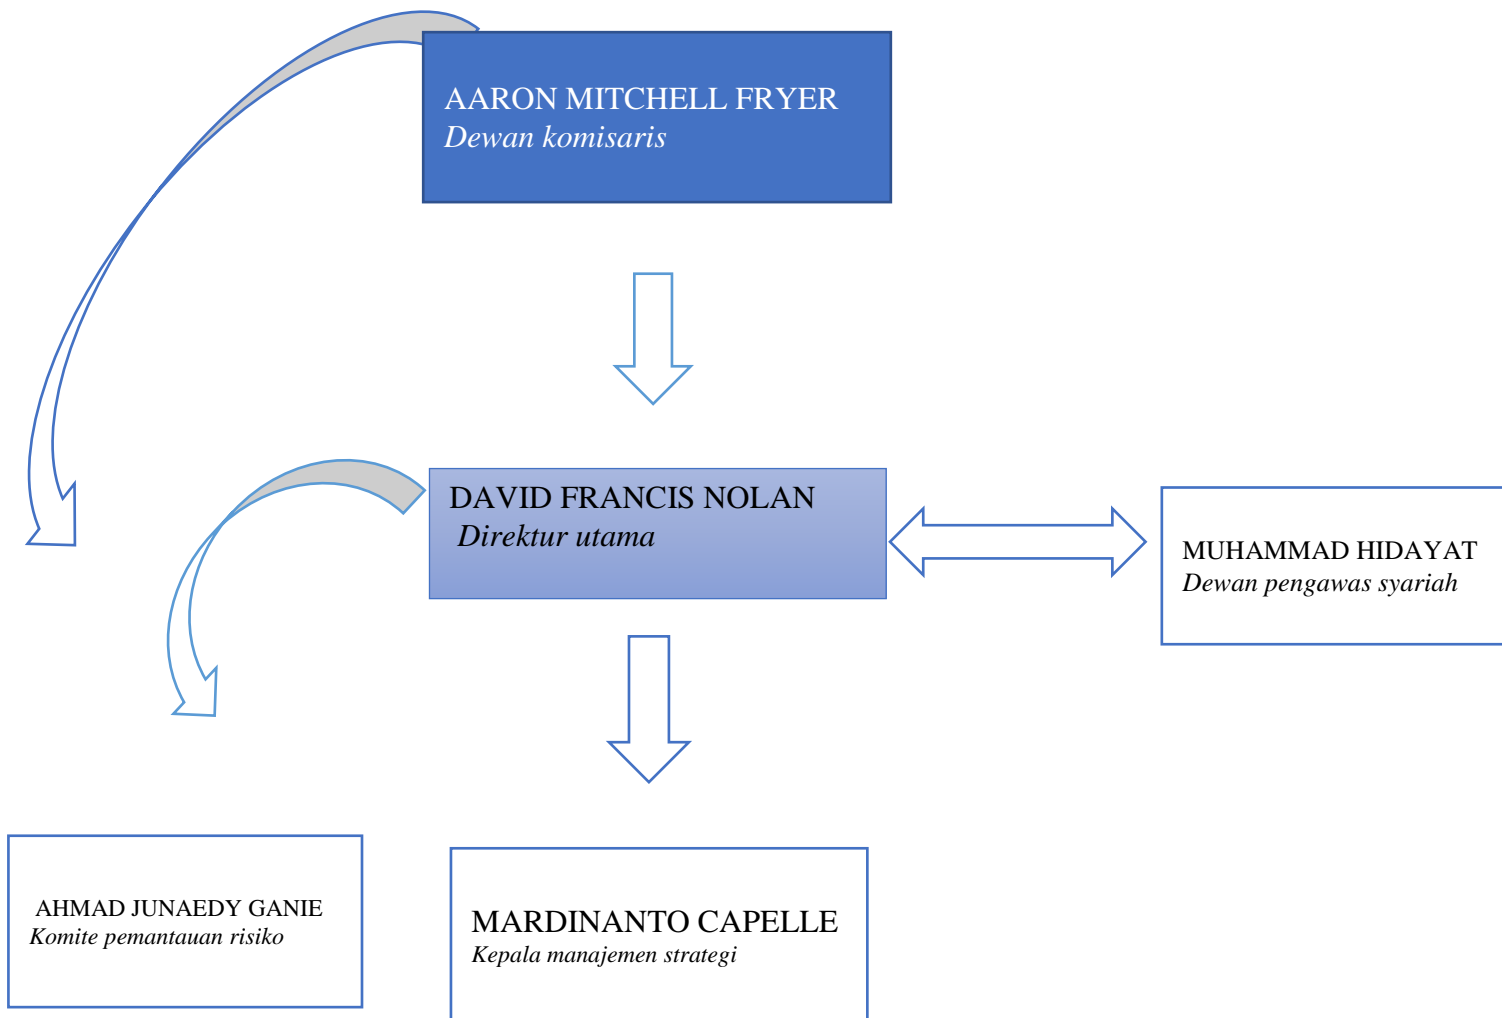 AARON MITCHELL FRYER
Dewan komisaris
DAVID FRANCIS NOLAN
Direktur utama
MUHAMMAD HIDAYAT
Dewan pengawas syariah
AHMAD JUNAEDY GANIE
Komite pemantauan risiko
MARDINANTO CAPELLE
Kepala manajemen strategi